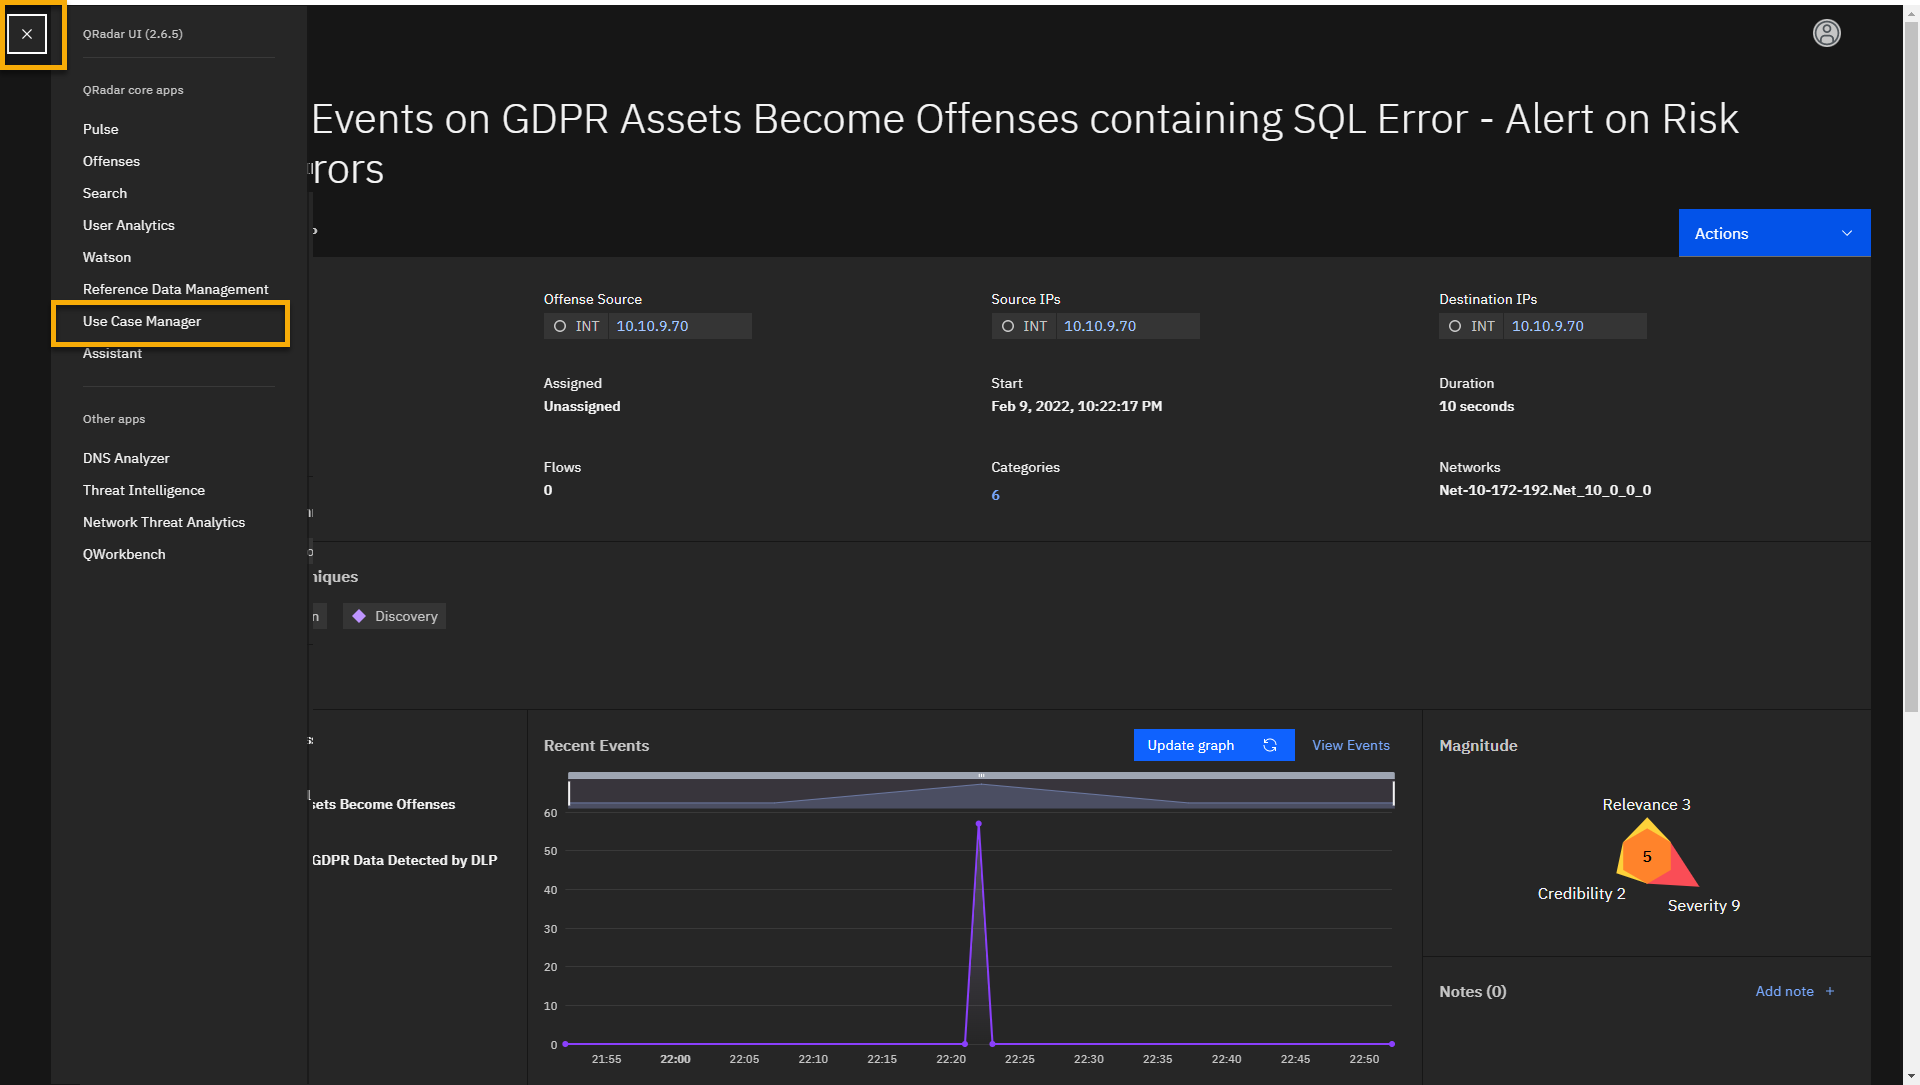 QRadar UI (2.6.5)
QRadar core apps
Pulse
Offenses
Search
User Analytics
Watson
Reference Data Management
Use Case Manager
Assistant
Other apps
DNS Analyzer
Threat Intelligence
Network Threat Analytics
QWorkbench
Events on GDPR Assets Become Offenses containing SQL Error - Alert on Risk
rors
Actions
Offense Source
INT 10.10.9.70
Source IPs
INT 10.10.9.70
Destination IPs
INT 10.10.9.70
Assigned
Unassigned
Start
Feb 9, 2022, 10:22:17 PM
Duration
10 seconds
Flows
0
Categories
6
Networks
Net-10-172-192.Net_10_0_0_0
niques
n
Discovery
sets Become Offenses
GDPR Data Detected by DLP
Recent Events
Update graph
View Events
60
50
40
30
20
10
0
21:55 22:00 22:05 22:10 22:15 22:20 22:25 22:30 22:35 22:40 22:45 22:50
Magnitude
Relevance 3
5
Credibility 2
Severity 9
Notes (0)
Add note +